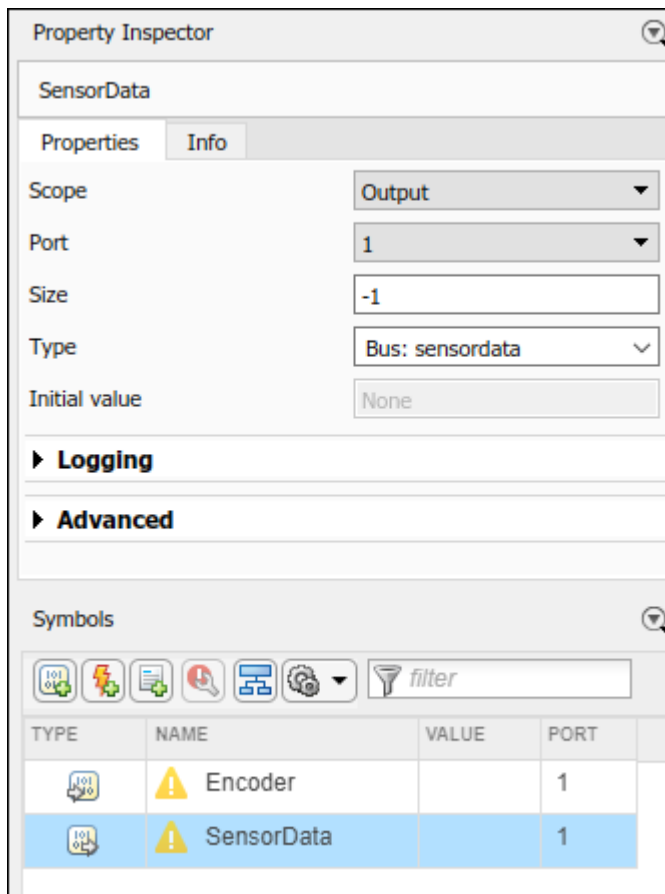 Property Inspector
SensorData
Properties Info
Scope Output
Port 1
Size -1
Type Bus: sensordata
Initial value None
Logging
Advanced
Symbols
filter
TYPE NAME VALUE PORT
Encoder 1
SensorData 1